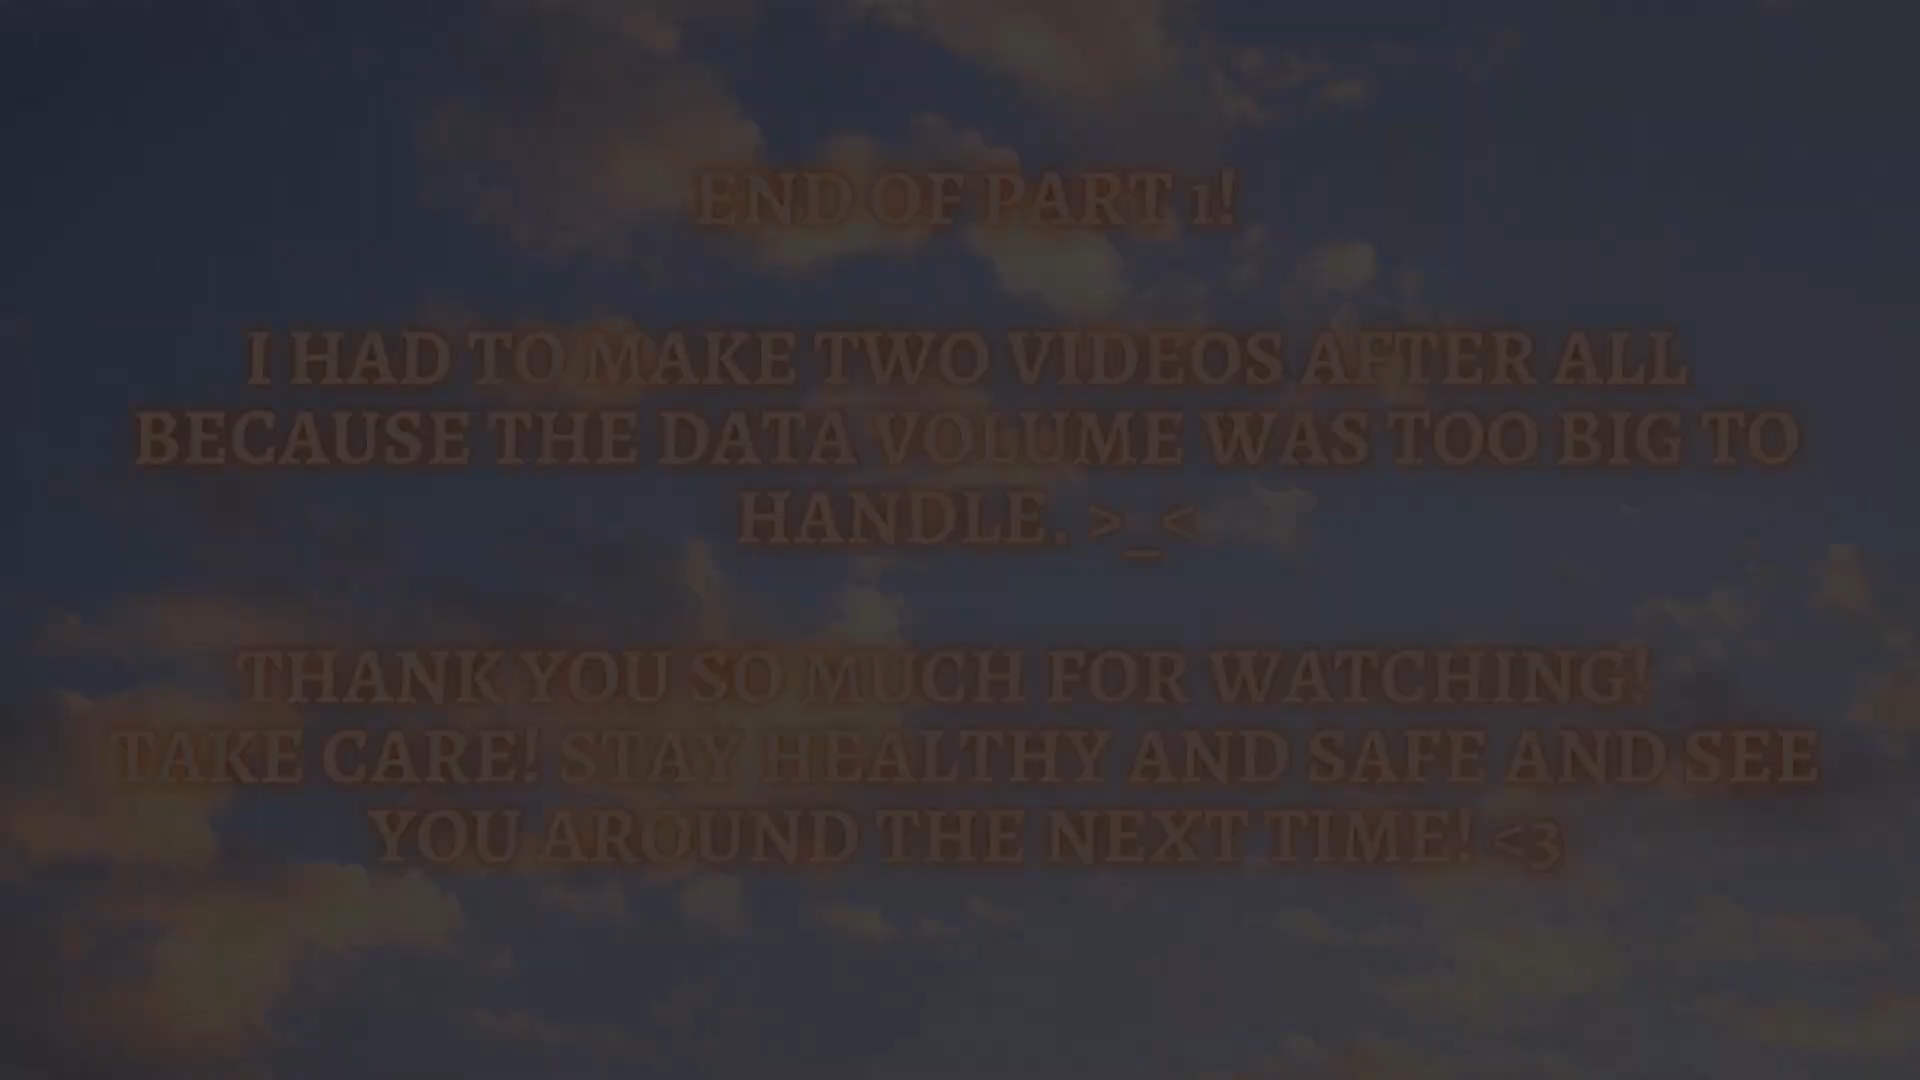 END OF PART 1!
I HAD TO MAKE TWO VIDEOS AFTER ALL
BECAUSE THE DATA VOLUME WAS TOO BIG TO
HANDLE. >_<
THANK YOU SO MUCH FOR WATCHING!
TAKE CARE! STAY HEALTHY AND SAFE AND SEE
YOU AROUND THE NEXT TIME! <3